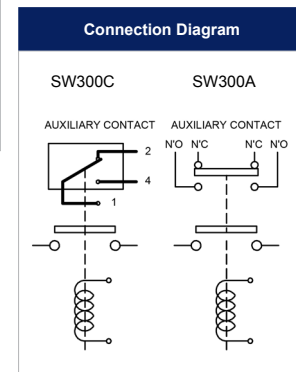 Connection Diagram
SW300C
SW300A
AUXILIARY CONTACT
AUXILIARY CONTACT
2
4
1
N'O N'C N'C N'O